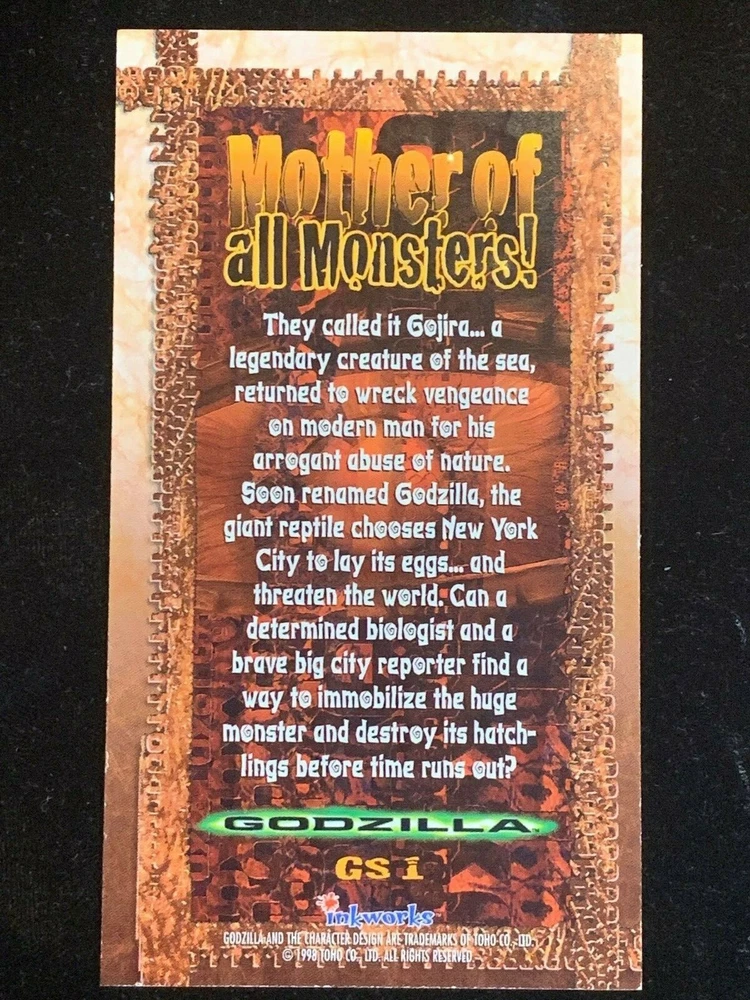 Mother of
all Monsters!
They called it Gojira... a
legendary creature of the sea,
returned to wreck vengeance
on modern man for his
arrogant abuse of nature.
Soon renamed Godzilla, the
giant reptile chooses New York
City to lay its eggs... and
threaten the world. Can a
determined biologist and a
brave big city reporter find a
way to immobilize the huge
monster and destroy its hatch-
lings before time runs out?
GODZILLA™
GS 1
inkworks
GODZILLA AND THE CHARACTER DESIGN ARE TRADEMARKS OF TOHO CO., LTD.
© 1998 TOHO CO., LTD. ALL RIGHTS RESERVED.